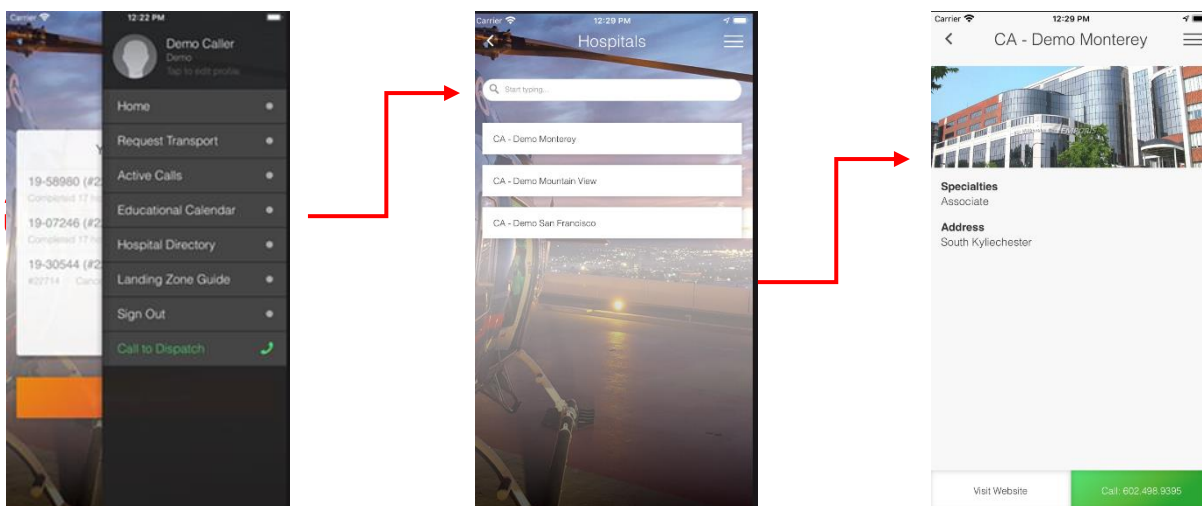 Carrier
12:22 PM
Demo Caller
Demo
Tap to edit profile
Home
Request Transport
Active Calls
Educational Calendar
Hospital Directory
Landing Zone Guide
Sign Out
Call to Dispatch
Y
19-58980 (#2
Completed 17 ho
19-07246 (#2
Completed 17 ho
19-30544 (#2
#22714 Canc
Carrier 12:29 PM
Hospitals
Start typing...
CA - Demo Monterey
CA - Demo Mountain View
CA - Demo San Francisco
Carrier 12:29 PM
CA - Demo Monterey
Specialties
Associate
Address
South Kyliechester
Visit Website
Call: 602.498.9395